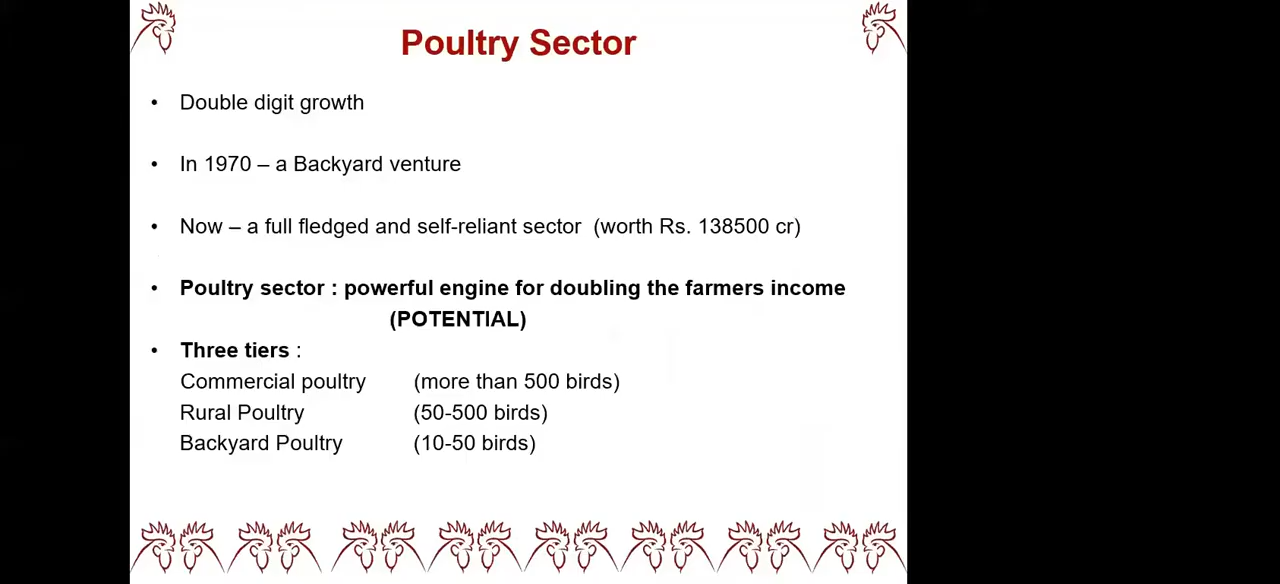 Poultry Sector
• Double digit growth
• In 1970 – a Backyard venture
• Now – a full fledged and self-reliant sector (worth Rs. 138500 cr)
• Poultry sector : powerful engine for doubling the farmers income
(POTENTIAL)
• Three tiers :
Commercial poultry (more than 500 birds)
Rural Poultry (50-500 birds)
Backyard Poultry (10-50 birds)